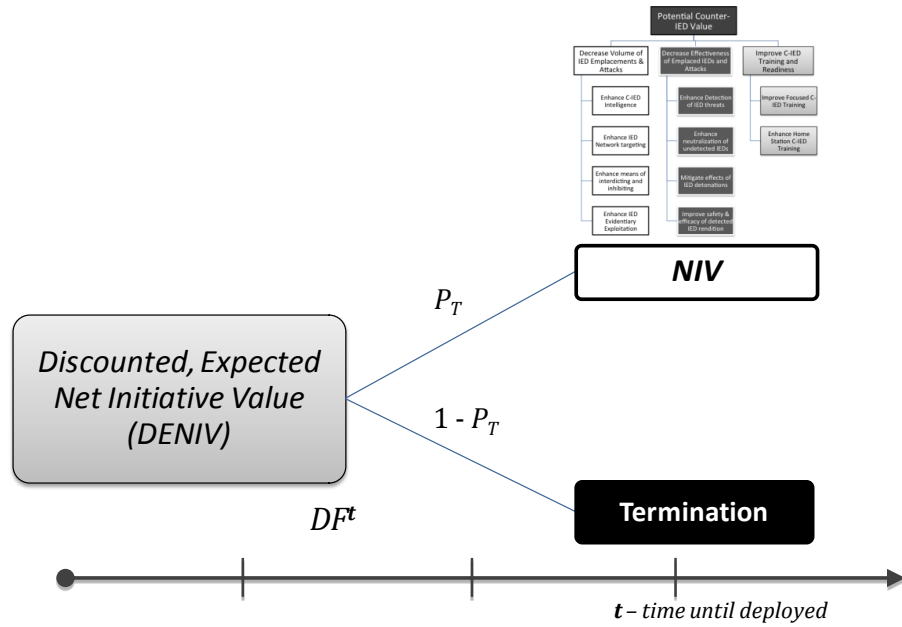 Potential Counter-
IED Value
Decrease Volume of
IED Emplacements &
Attacks
Decrease Effectiveness
of Emplaced IEDs and
Attacks
Improve C-IED
Training and
Readiness
Enhance C-IED
Intelligence
Enhance Detection
of IED threats
Improve Focused C-
IED Training
Enhance IED
Network targeting
Enhance
neutralization of
undetected IEDs
Enhance Home
Station C-IED
Training
Enhance means of
interdicting and
inhibiting
Mitigate effects of
IED detonations
Enhance IED
Evidentiary
Exploitation
Improve safety &
efficacy of detected
IED rendition
NIV
P_T
Discounted, Expected
Net Initiative Value
(DENIV)
1 - P_T
Termination
DF^t
t – time until deployed